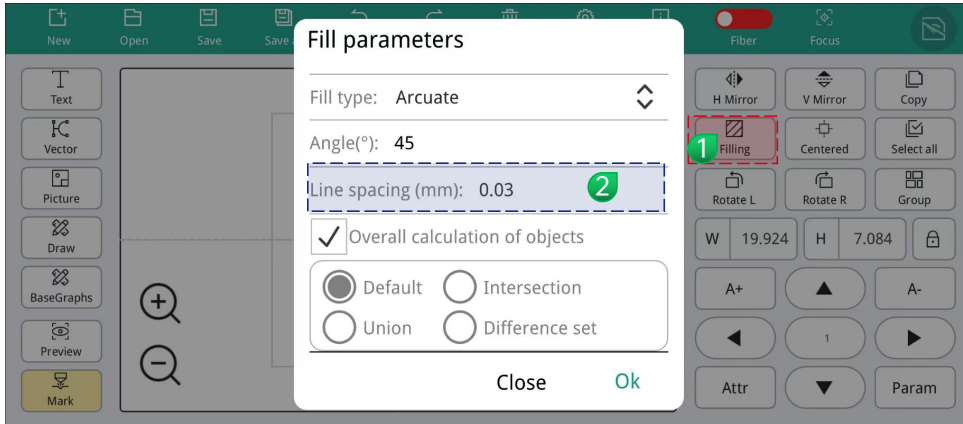 New Open Save Save Fiber Focus
Fill parameters
Fill type: Arcuate
Angle(°): 45
Line spacing (mm): 0.03 2
Overall calculation of objects
Default Intersection
Union Difference set
Close Ok
Text
Vector
Picture
Draw
BaseGraphs
Preview
Mark
H Mirror V Mirror Copy
1 Filling Centered Select all
Rotate L Rotate R Group
W 19.924 H 7.084
A+ A-
1
Attr Param